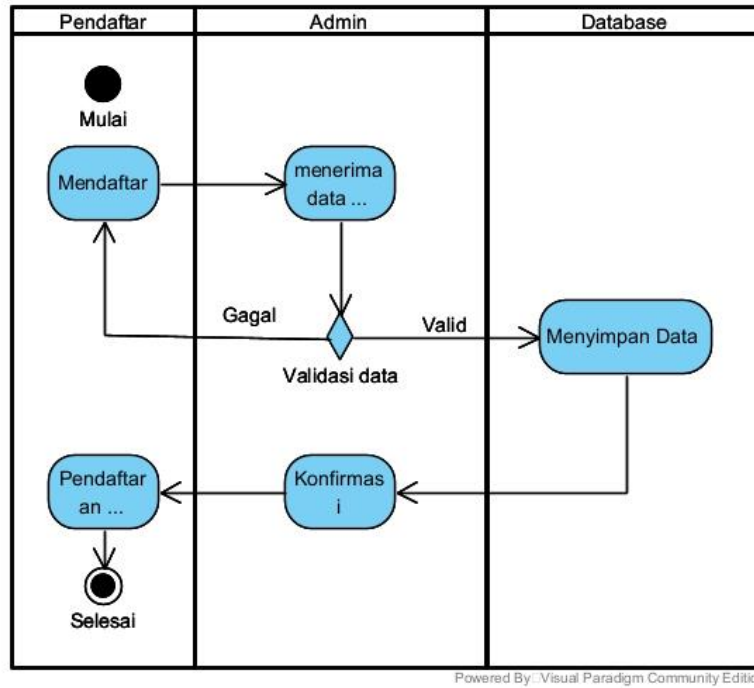 Pendaftar
Admin
Database
Mulai
Mendaftar
menerima
data ...
Gagal
Valid
Menyimpan Data
Validasi data
Pendaftar
an ...
Konfirmas
i
Selesai
Powered By Visual Paradigm Community Editi